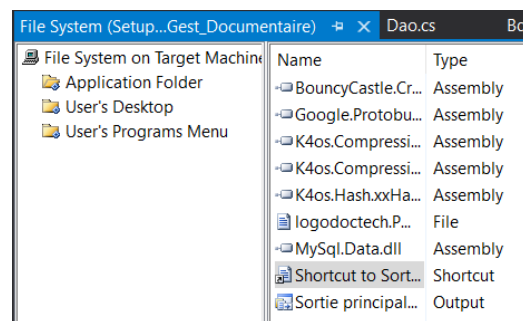 File System (Setup...Gest_Documentaire) Dao.cs Bo
File System on Target Machine
Application Folder
User's Desktop
User's Programs Menu
Name Type
BouncyCastle.Cr... Assembly
Google.Protobu... Assembly
K4os.Compressi... Assembly
K4os.Compressi... Assembly
K4os.Hash.xxHa... Assembly
logodoctech.P... File
MySql.Data.dll Assembly
Shortcut to Sort... Shortcut
Sortie principal... Output